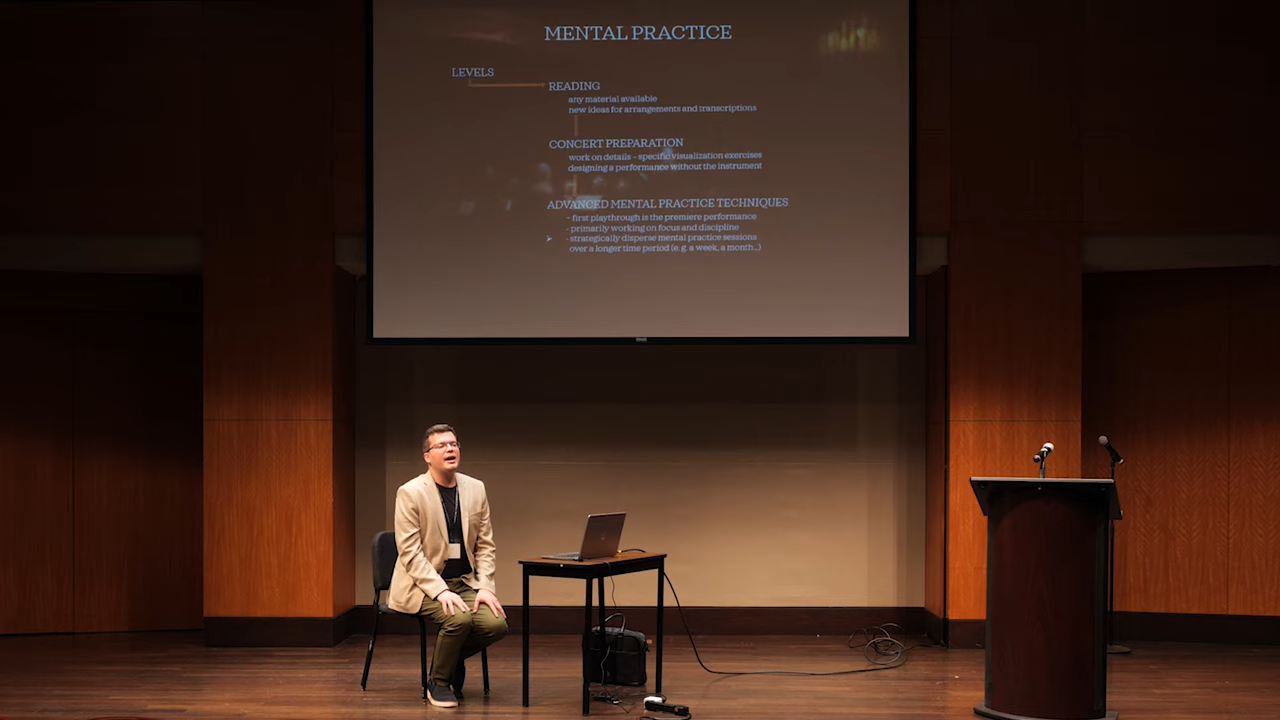 MENTAL PRACTICE
LEVELS
READING
any material available
new ideas for arrangements and transcriptions
CONCERT PREPARATION
work on details - specific visualization exercises
designing a performance without the instrument
ADVANCED MENTAL PRACTICE TECHNIQUES
- first playthrough is the premiere performance
- primarily working on focus and discipline
➢ - strategically disperse mental practice sessions
over a longer time period (e.g. a week, a month...)